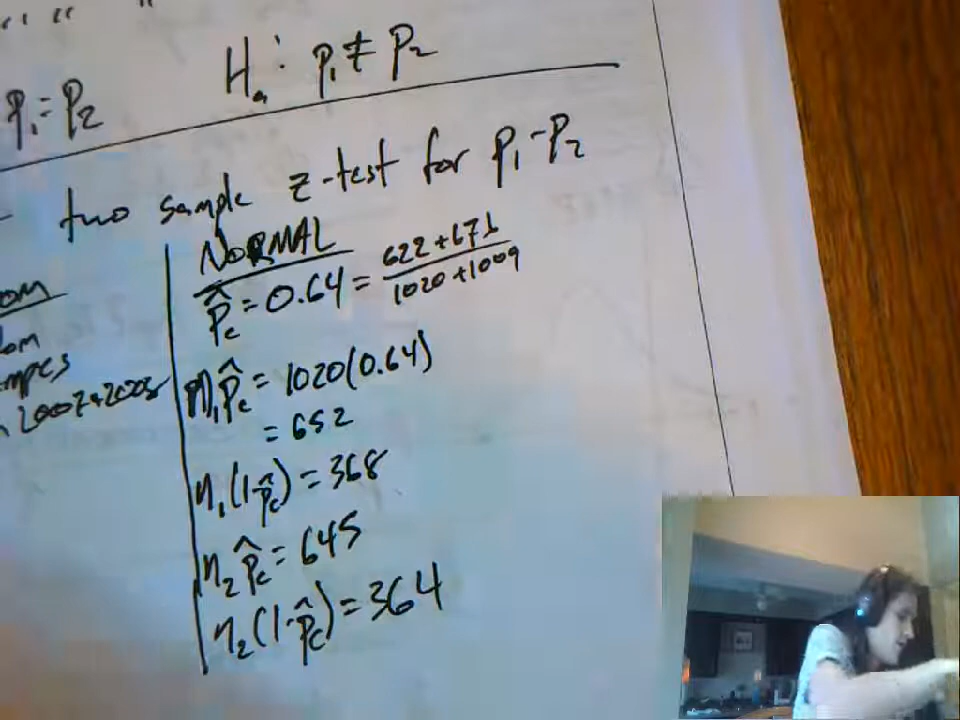 p₁ = p₂
Hₐ: p₁ ≠ p₂
two sample z-test for p₁ - p₂
NORMAL
p̂c = 0.64 = (622 + 676)/(1020 + 1009)
n₁p̂c = 1020(0.64)
= 652
n₁(1-p̂c) = 368
n₂p̂c = 645
n₂(1-p̂c) = 364